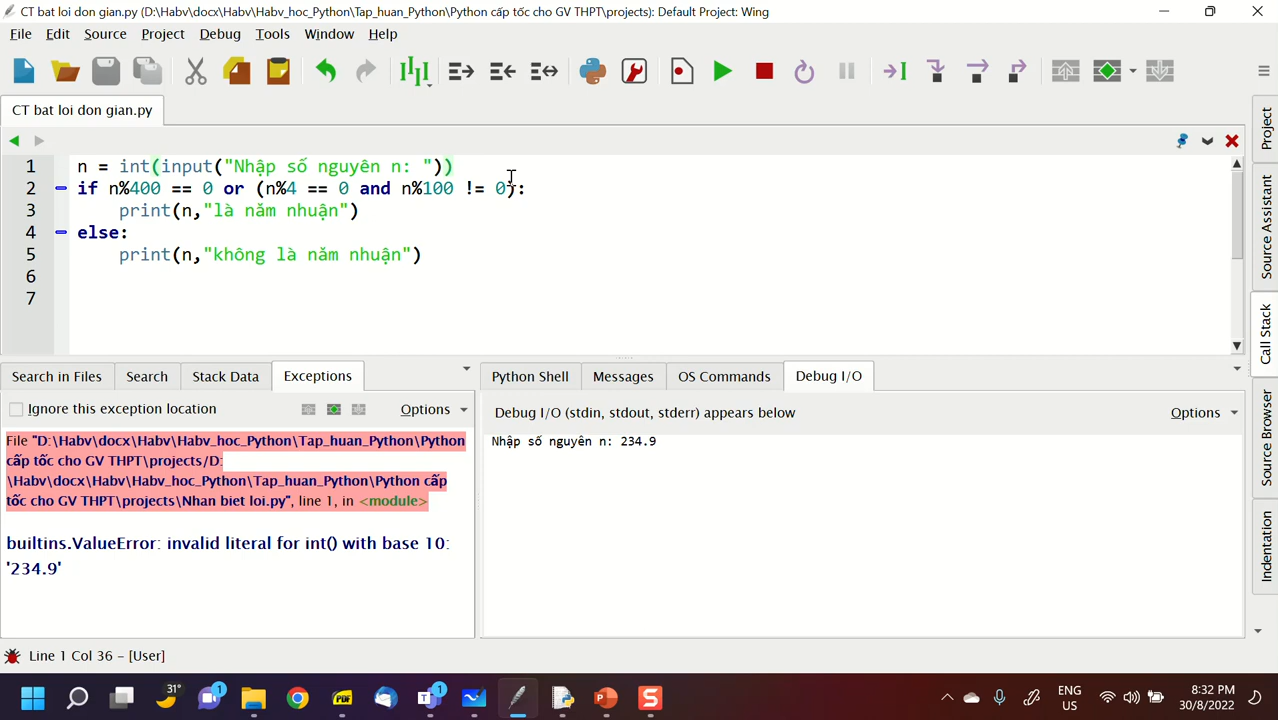 CT bat loi don gian.py (D:\Habv\docx\Habv\Habv_hoc_Python\Tap_huan_Python\Python cấp tốc cho GV THPT\projects): Default Project: Wing
File Edit Source Project Debug Tools Window Help
CT bat loi don gian.py
1 n = int(input("Nhập số nguyên n: "))
2 if n%400 == 0 or (n%4 == 0 and n%100 != 0):
3 print(n,"là năm nhuận")
4 else:
5 print(n,"không là năm nhuận")
6
7
Project
Source Assistant
Call Stack
Source Browser
Indentation
Search in Files Search Stack Data Exceptions
Ignore this exception location Options
File "D:\Habv\docx\Habv\Habv_hoc_Python\Tap_huan_Python\Python
cấp tốc cho GV THPT\projects/D:
\Habv\docx\Habv\Habv_hoc_Python\Tap_huan_Python\Python cấp
tốc cho GV THPT\projects\Nhan biet loi.py", line 1, in <module>
builtins.ValueError: invalid literal for int() with base 10:
'234.9'
Python Shell Messages OS Commands Debug I/O
Debug I/O (stdin, stdout, stderr) appears below Options
Nhập số nguyên n: 234.9
Line 1 Col 36 – [User]
31°
1
PDF
1
ENG
US
8:32 PM
30/8/2022